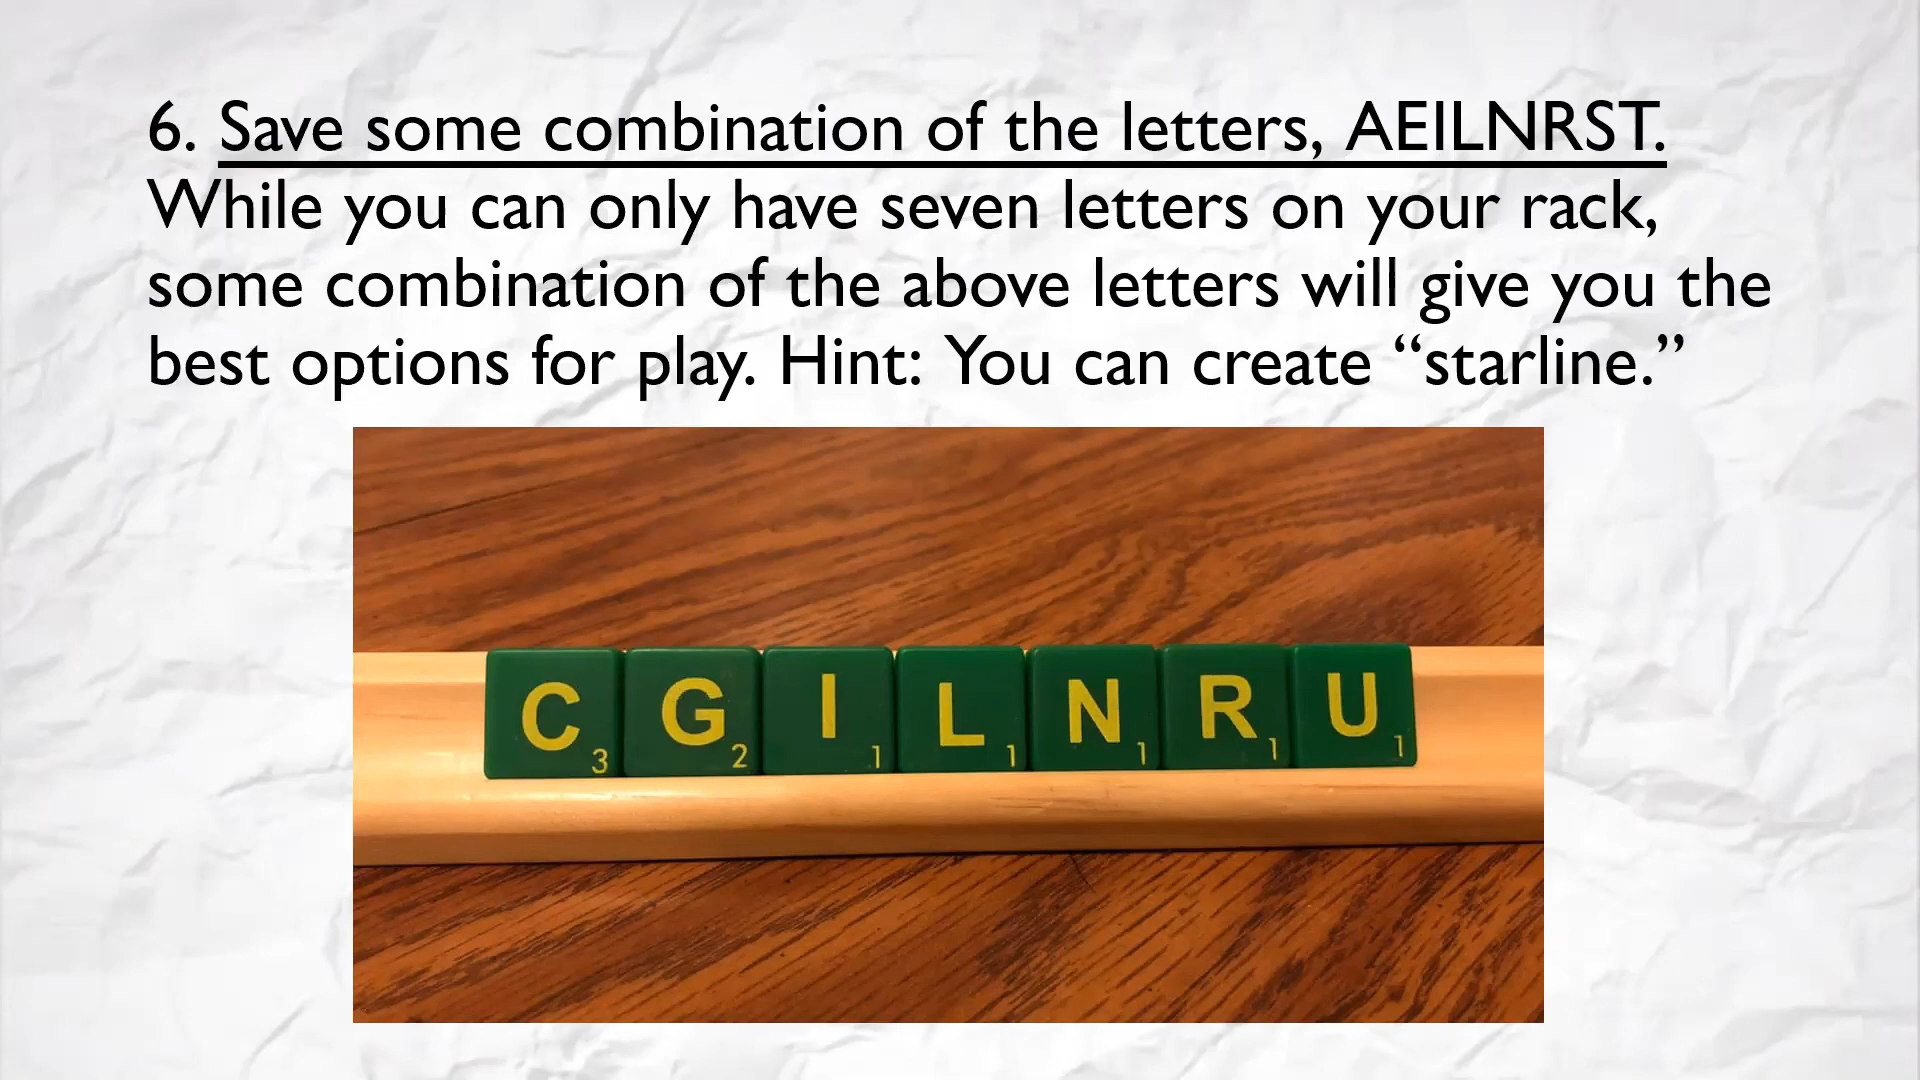 6. Save some combination of the letters, AEILNRST.
While you can only have seven letters on your rack,
some combination of the above letters will give you the
best options for play. Hint: You can create “starline.”
C3 G2 I1 L1 N1 R1 U1